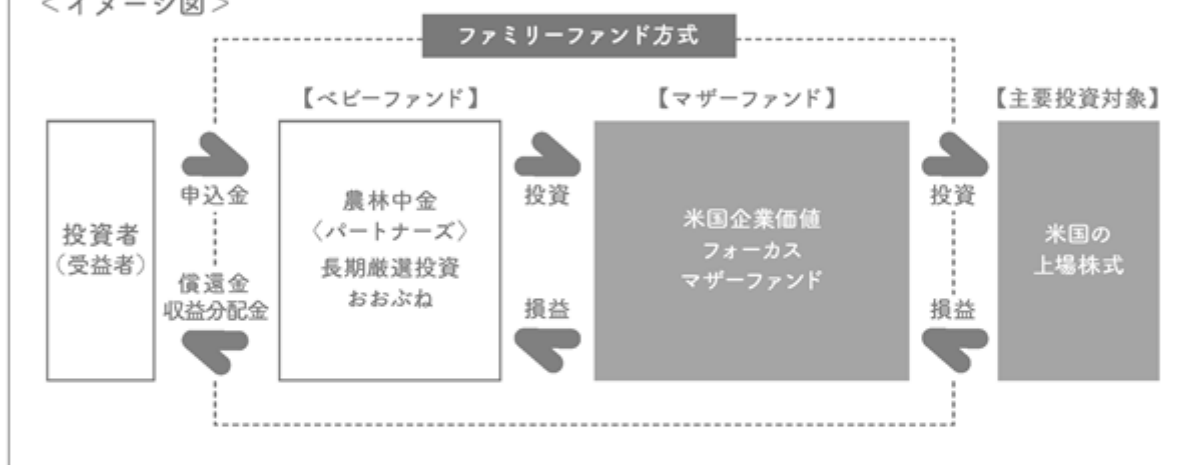 ＜イメージ図＞
ファミリーファンド方式
【ベビーファンド】
【マザーファンド】
【主要投資対象】
投資者
（受益者）
申込金
償還金
収益分配金
農林中金
〈パートナーズ〉
長期厳選投資
おおぶね
投資
損益
米国企業価値
フォーカス
マザーファンド
投資
損益
米国の
上場株式